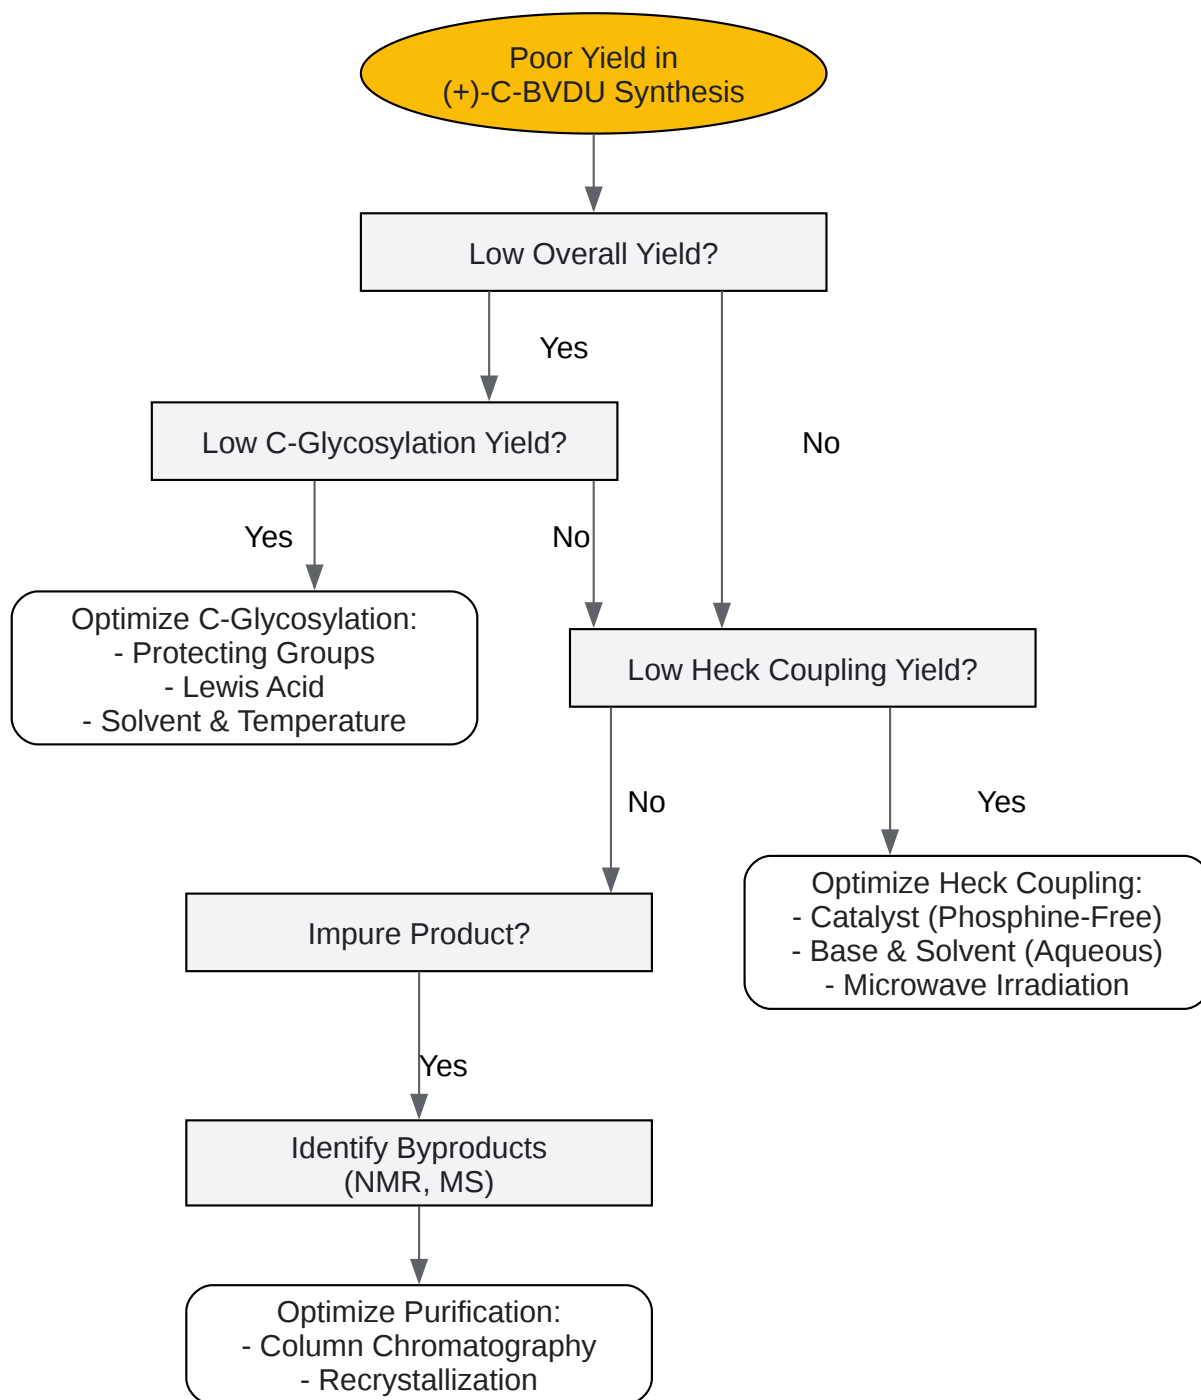 Poor Yield in
(+)-C-BVDU Synthesis
Low Overall Yield?
Yes
No
Low C-Glycosylation Yield?
Yes
No
Optimize C-Glycosylation:
- Protecting Groups
- Lewis Acid
- Solvent & Temperature
Low Heck Coupling Yield?
No
Yes
Optimize Heck Coupling:
- Catalyst (Phosphine-Free)
- Base & Solvent (Aqueous)
- Microwave Irradiation
Impure Product?
Yes
Identify Byproducts
(NMR, MS)
Optimize Purification:
- Column Chromatography
- Recrystallization